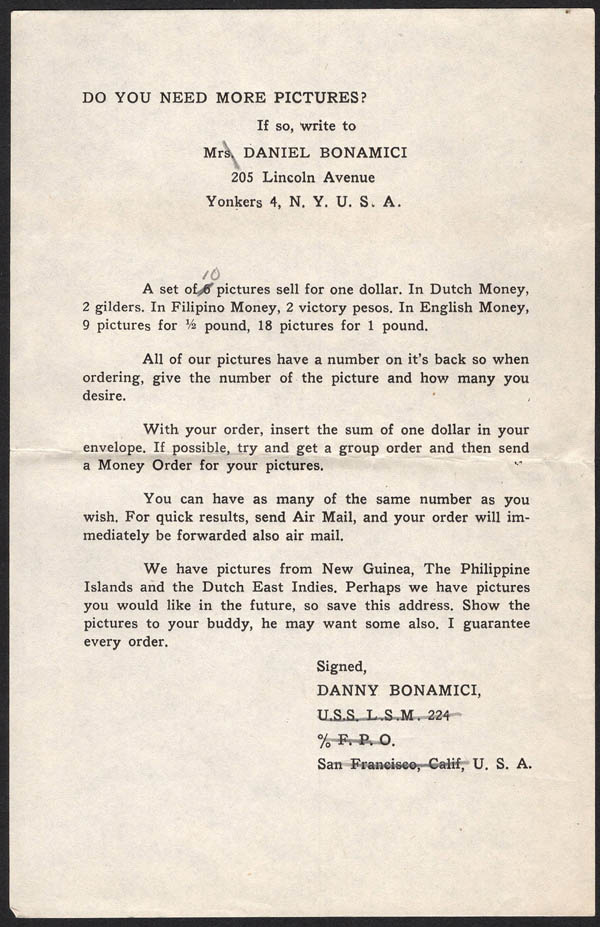 DO YOU NEED MORE PICTURES?
If so, write to
Mrs. DANIEL BONAMICI
205 Lincoln Avenue
Yonkers 4, N. Y. U. S. A.
10
A set of 6 pictures sell for one dollar. In Dutch Money,
2 gilders. In Filipino Money, 2 victory pesos. In English Money,
9 pictures for ½ pound, 18 pictures for 1 pound.
All of our pictures have a number on it's back so when
ordering, give the number of the picture and how many you
desire.
With your order, insert the sum of one dollar in your
envelope. If possible, try and get a group order and then send
a Money Order for your pictures.
You can have as many of the same number as you
wish. For quick results, send Air Mail, and your order will im-
mediately be forwarded also air mail.
We have pictures from New Guinea, The Philippine
Islands and the Dutch East Indies. Perhaps we have pictures
you would like in the future, so save this address. Show the
pictures to your buddy, he may want some also. I guarantee
every order.
Signed,
DANNY BONAMICI,
U.S.S. L.S.M. 224
% F. P. O.
San Francisco, Calif, U. S. A.